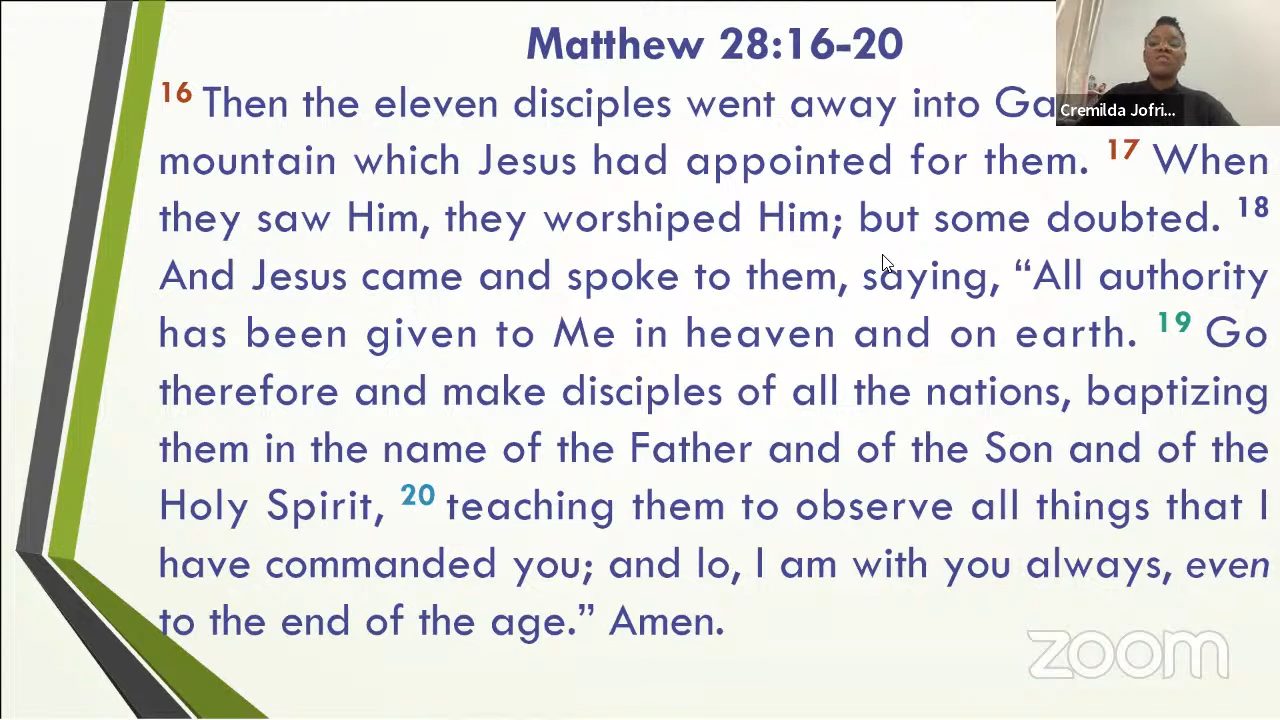 Matthew 28:16-20
16 Then the eleven disciples went away into Ga
mountain which Jesus had appointed for them. 17 When
they saw Him, they worshiped Him; but some doubted. 18
And Jesus came and spoke to them, saying, “All authority
has been given to Me in heaven and on earth. 19 Go
therefore and make disciples of all the nations, baptizing
them in the name of the Father and of the Son and of the
Holy Spirit, 20 teaching them to observe all things that I
have commanded you; and lo, I am with you always, even
to the end of the age.” Amen.
Cremilda Jofri...
zoom